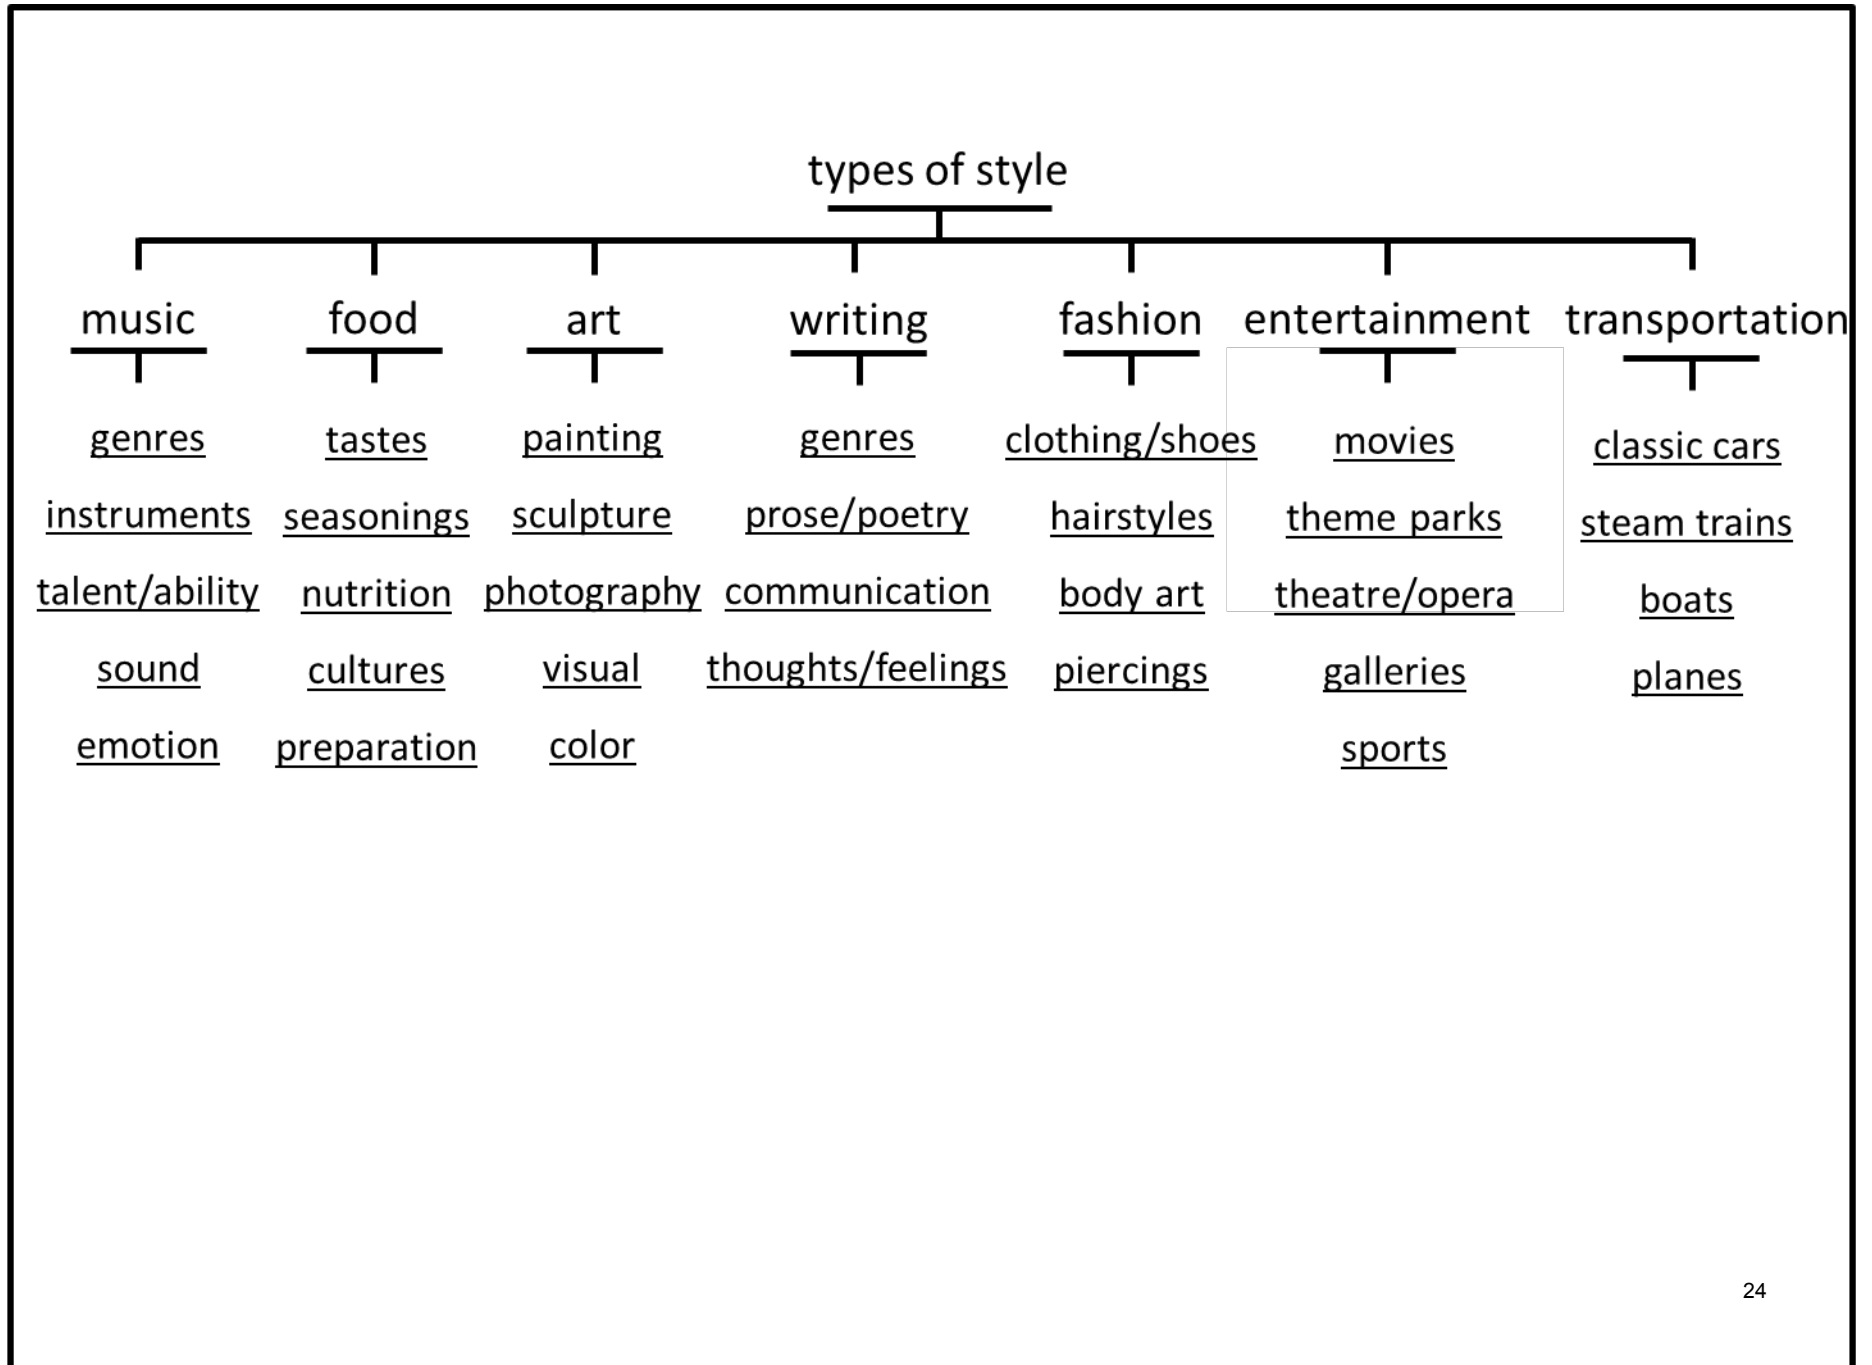 types of style
music food art writing fashion entertainment transportation
genres tastes painting genres clothing/shoes movies classic cars
instruments seasonings sculpture prose/poetry hairstyles theme parks steam trains
talent/ability nutrition photography communication body art theatre/opera boats
sound cultures visual thoughts/feelings piercings galleries planes
emotion preparation color sports
24